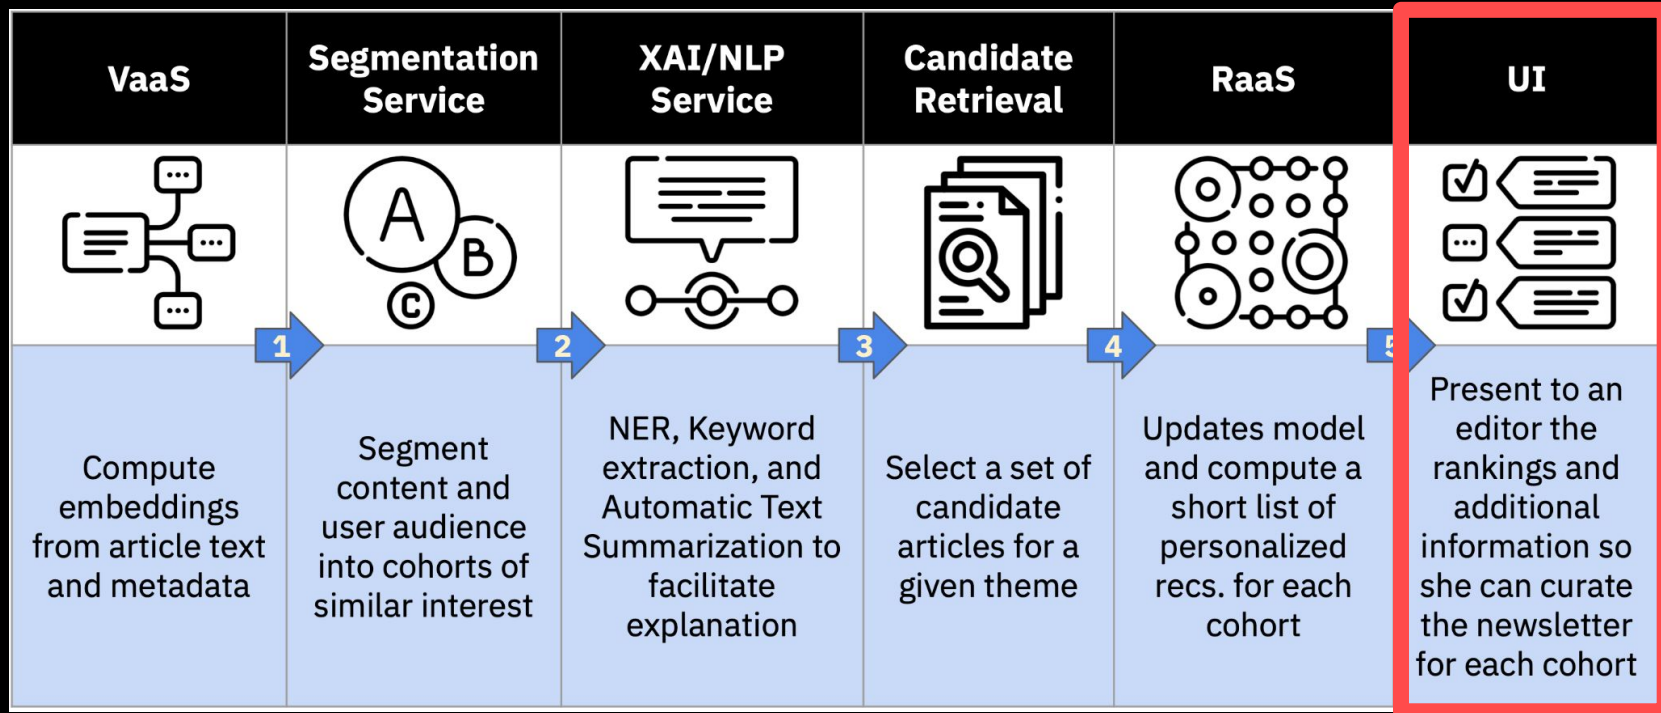 VaaS
Segmentation
Service
XAI/NLP
Service
Candidate
Retrieval
RaaS
UI
A
B
C
1
2
3
4
5
Compute
embeddings
from article text
and metadata
Segment
content and
user audience
into cohorts of
similar interest
NER, Keyword
extraction, and
Automatic Text
Summarization to
facilitate
explanation
Select a set of
candidate
articles for a
given theme
Updates model
and compute a
short list of
personalized
recs. for each
cohort
Present to an
editor the
rankings and
additional
information so
she can curate
the newsletter
for each cohort